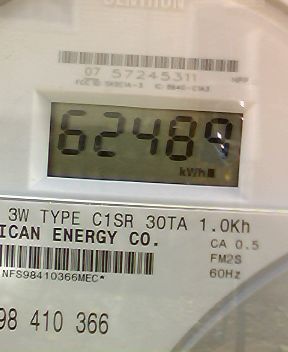 07 57245311
62489
kWh
3W TYPE C1SR 30TA 1.0Kh
ICAN ENERGY CO.
CA 0.5
FM2S
60Hz
NFS98410366MEC*
98 410 366